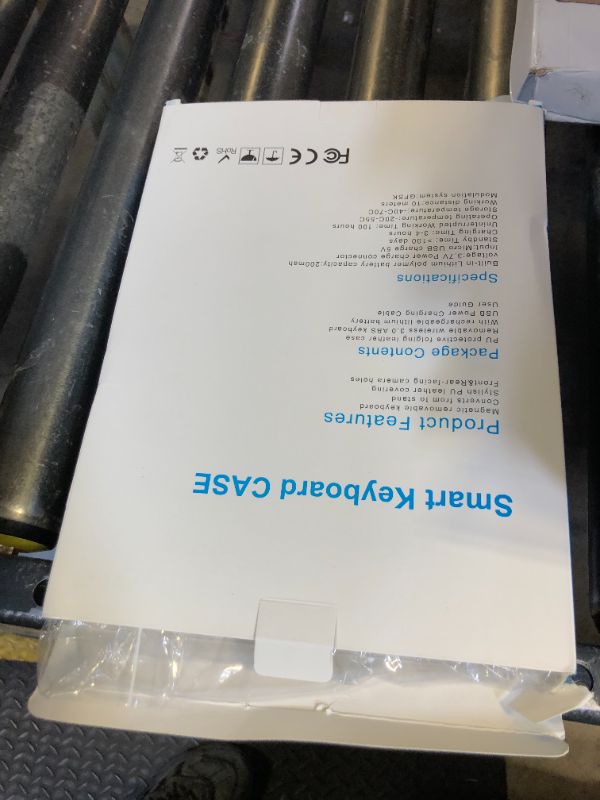 Smart Keyboard CASE
Product Features
Magnetic removable keyboard
Converts from to stand
Stylish PU leather covering
Front&Rear-facing camera holes
Package Contents
PU protective folging leather case
Removable wireless 3.0 ABS keyboard
With rechargeable lithium battery
USB Power Charging Cable
User Guide
Specifications
Built-in Lithium polymer battery capacity:200mah
voltage:3.7V Power charge connector
Input Micro USB charge 5V
Standby Time: ×100 days
Charging Time: 3-4 hours
Uninterrupted Working Time: 100 hours
Operating temperature:-20C-55C
Storage temperature:-40C-70C
Working distance:10 meters
Modulation system:GFSK
FC CE RoHS